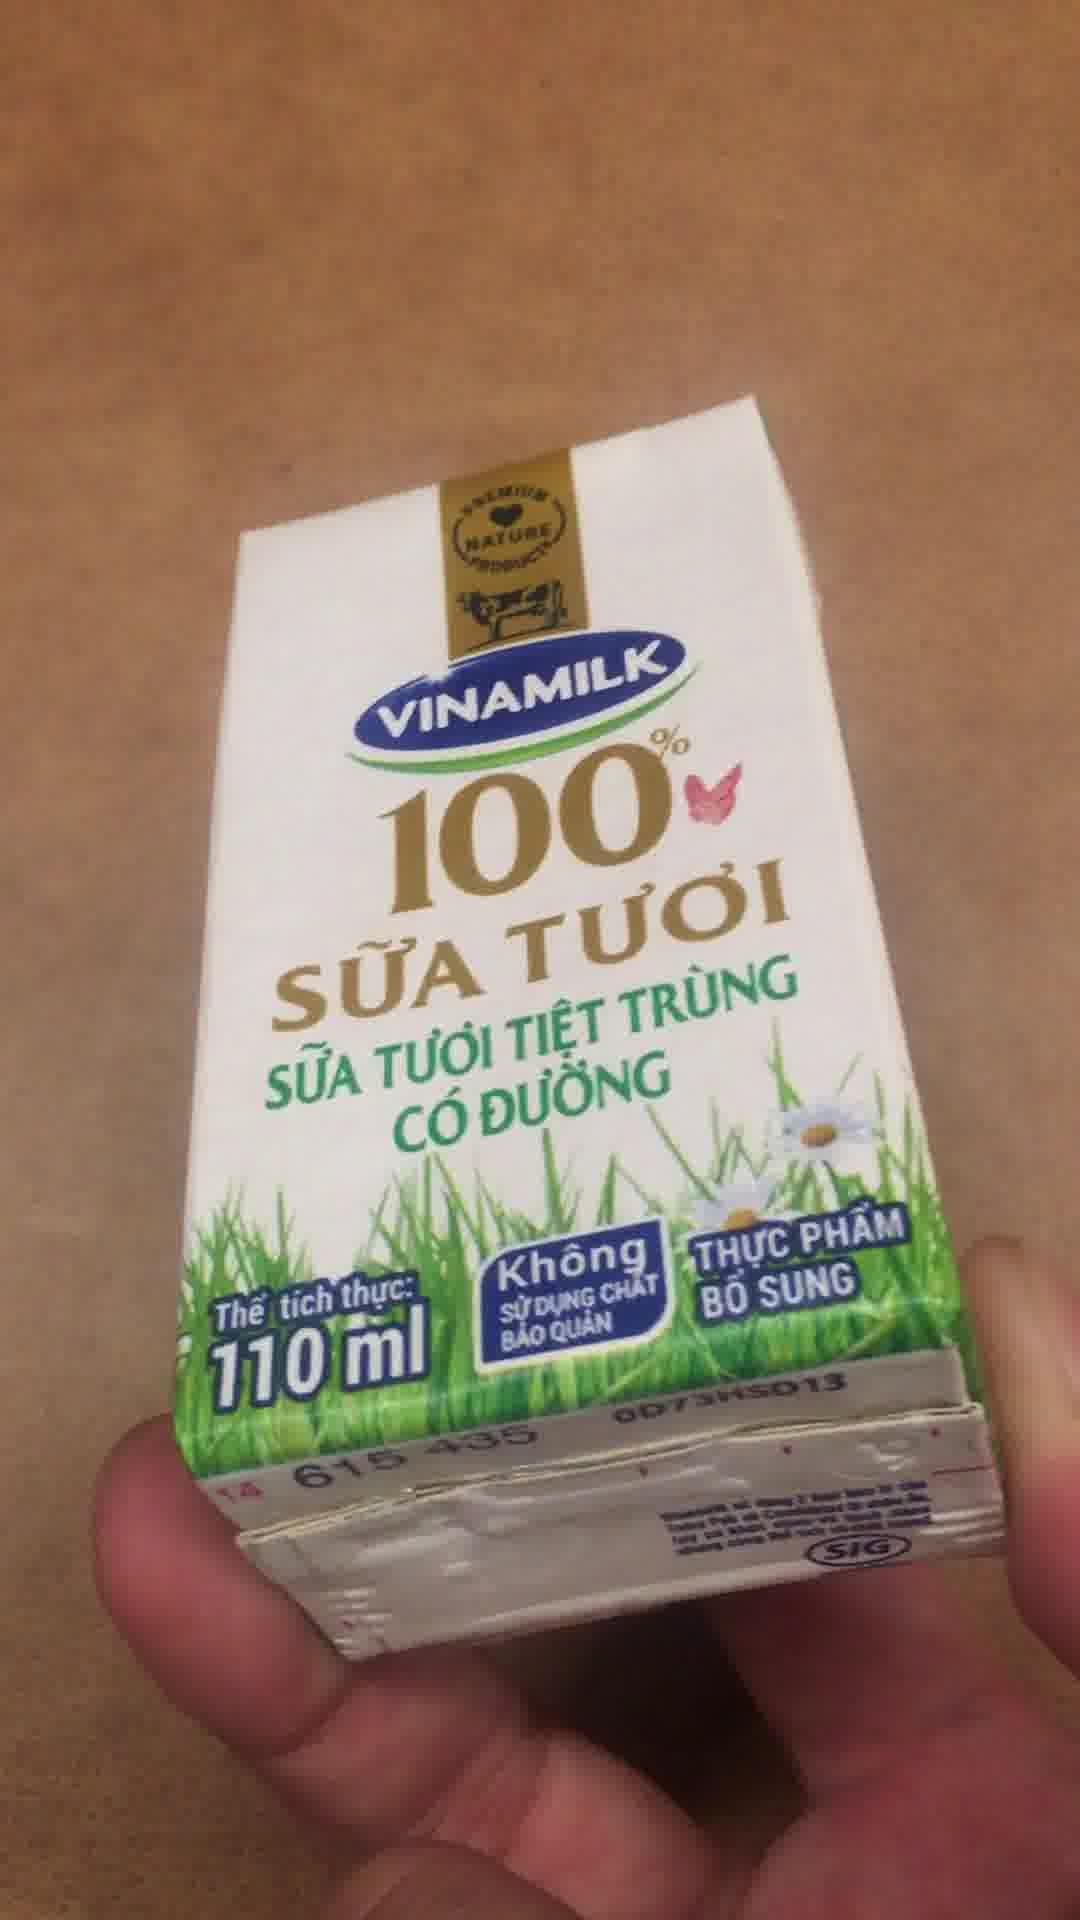 PREMIUM
NATURE
PRODUCTS
VINAMILK
100%
SỮA TƯƠI
SỮA TƯƠI TIỆT TRÙNG
CÓ ĐƯỜNG
Thể tích thực:
110 ml
Không
SỬ DỤNG CHẤT
BẢO QUẢN
THỰC PHẨM
BỔ SUNG
14 615 435 0D73HSO13
SIG